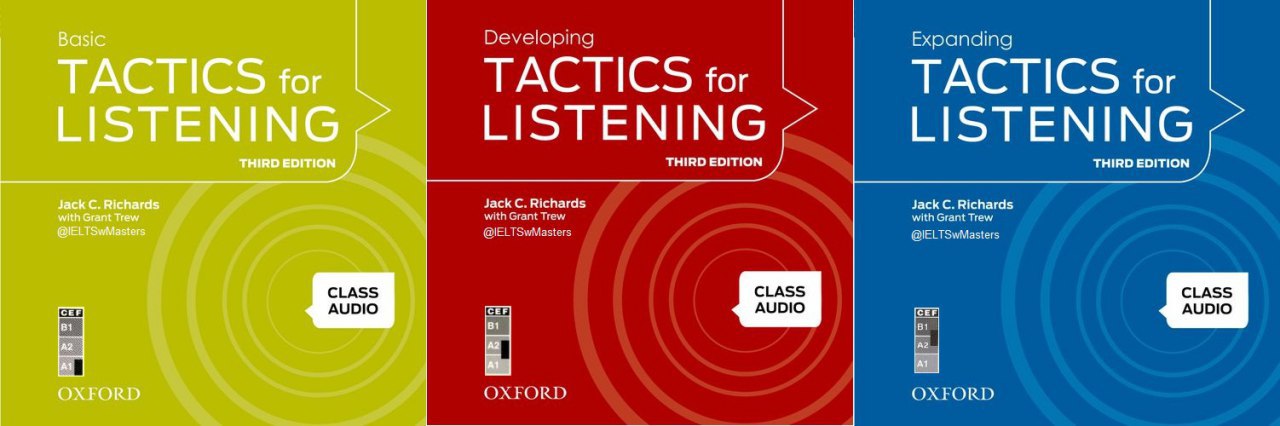 Basic
TACTICS for
LISTENING
THIRD EDITION
Jack C. Richards
with Grant Trew
@IELTSwMasters
CLASS
AUDIO
CEF
B1
A2
A1
OXFORD
Developing
TACTICS for
LISTENING
THIRD EDITION
Jack C. Richards
with Grant Trew
@IELTSwMasters
CLASS
AUDIO
CEF
B1
A2
A1
OXFORD
Expanding
TACTICS for
LISTENING
THIRD EDITION
Jack C. Richards
with Grant Trew
@IELTSwMasters
CLASS
AUDIO
CEF
B1
A2
A1
OXFORD